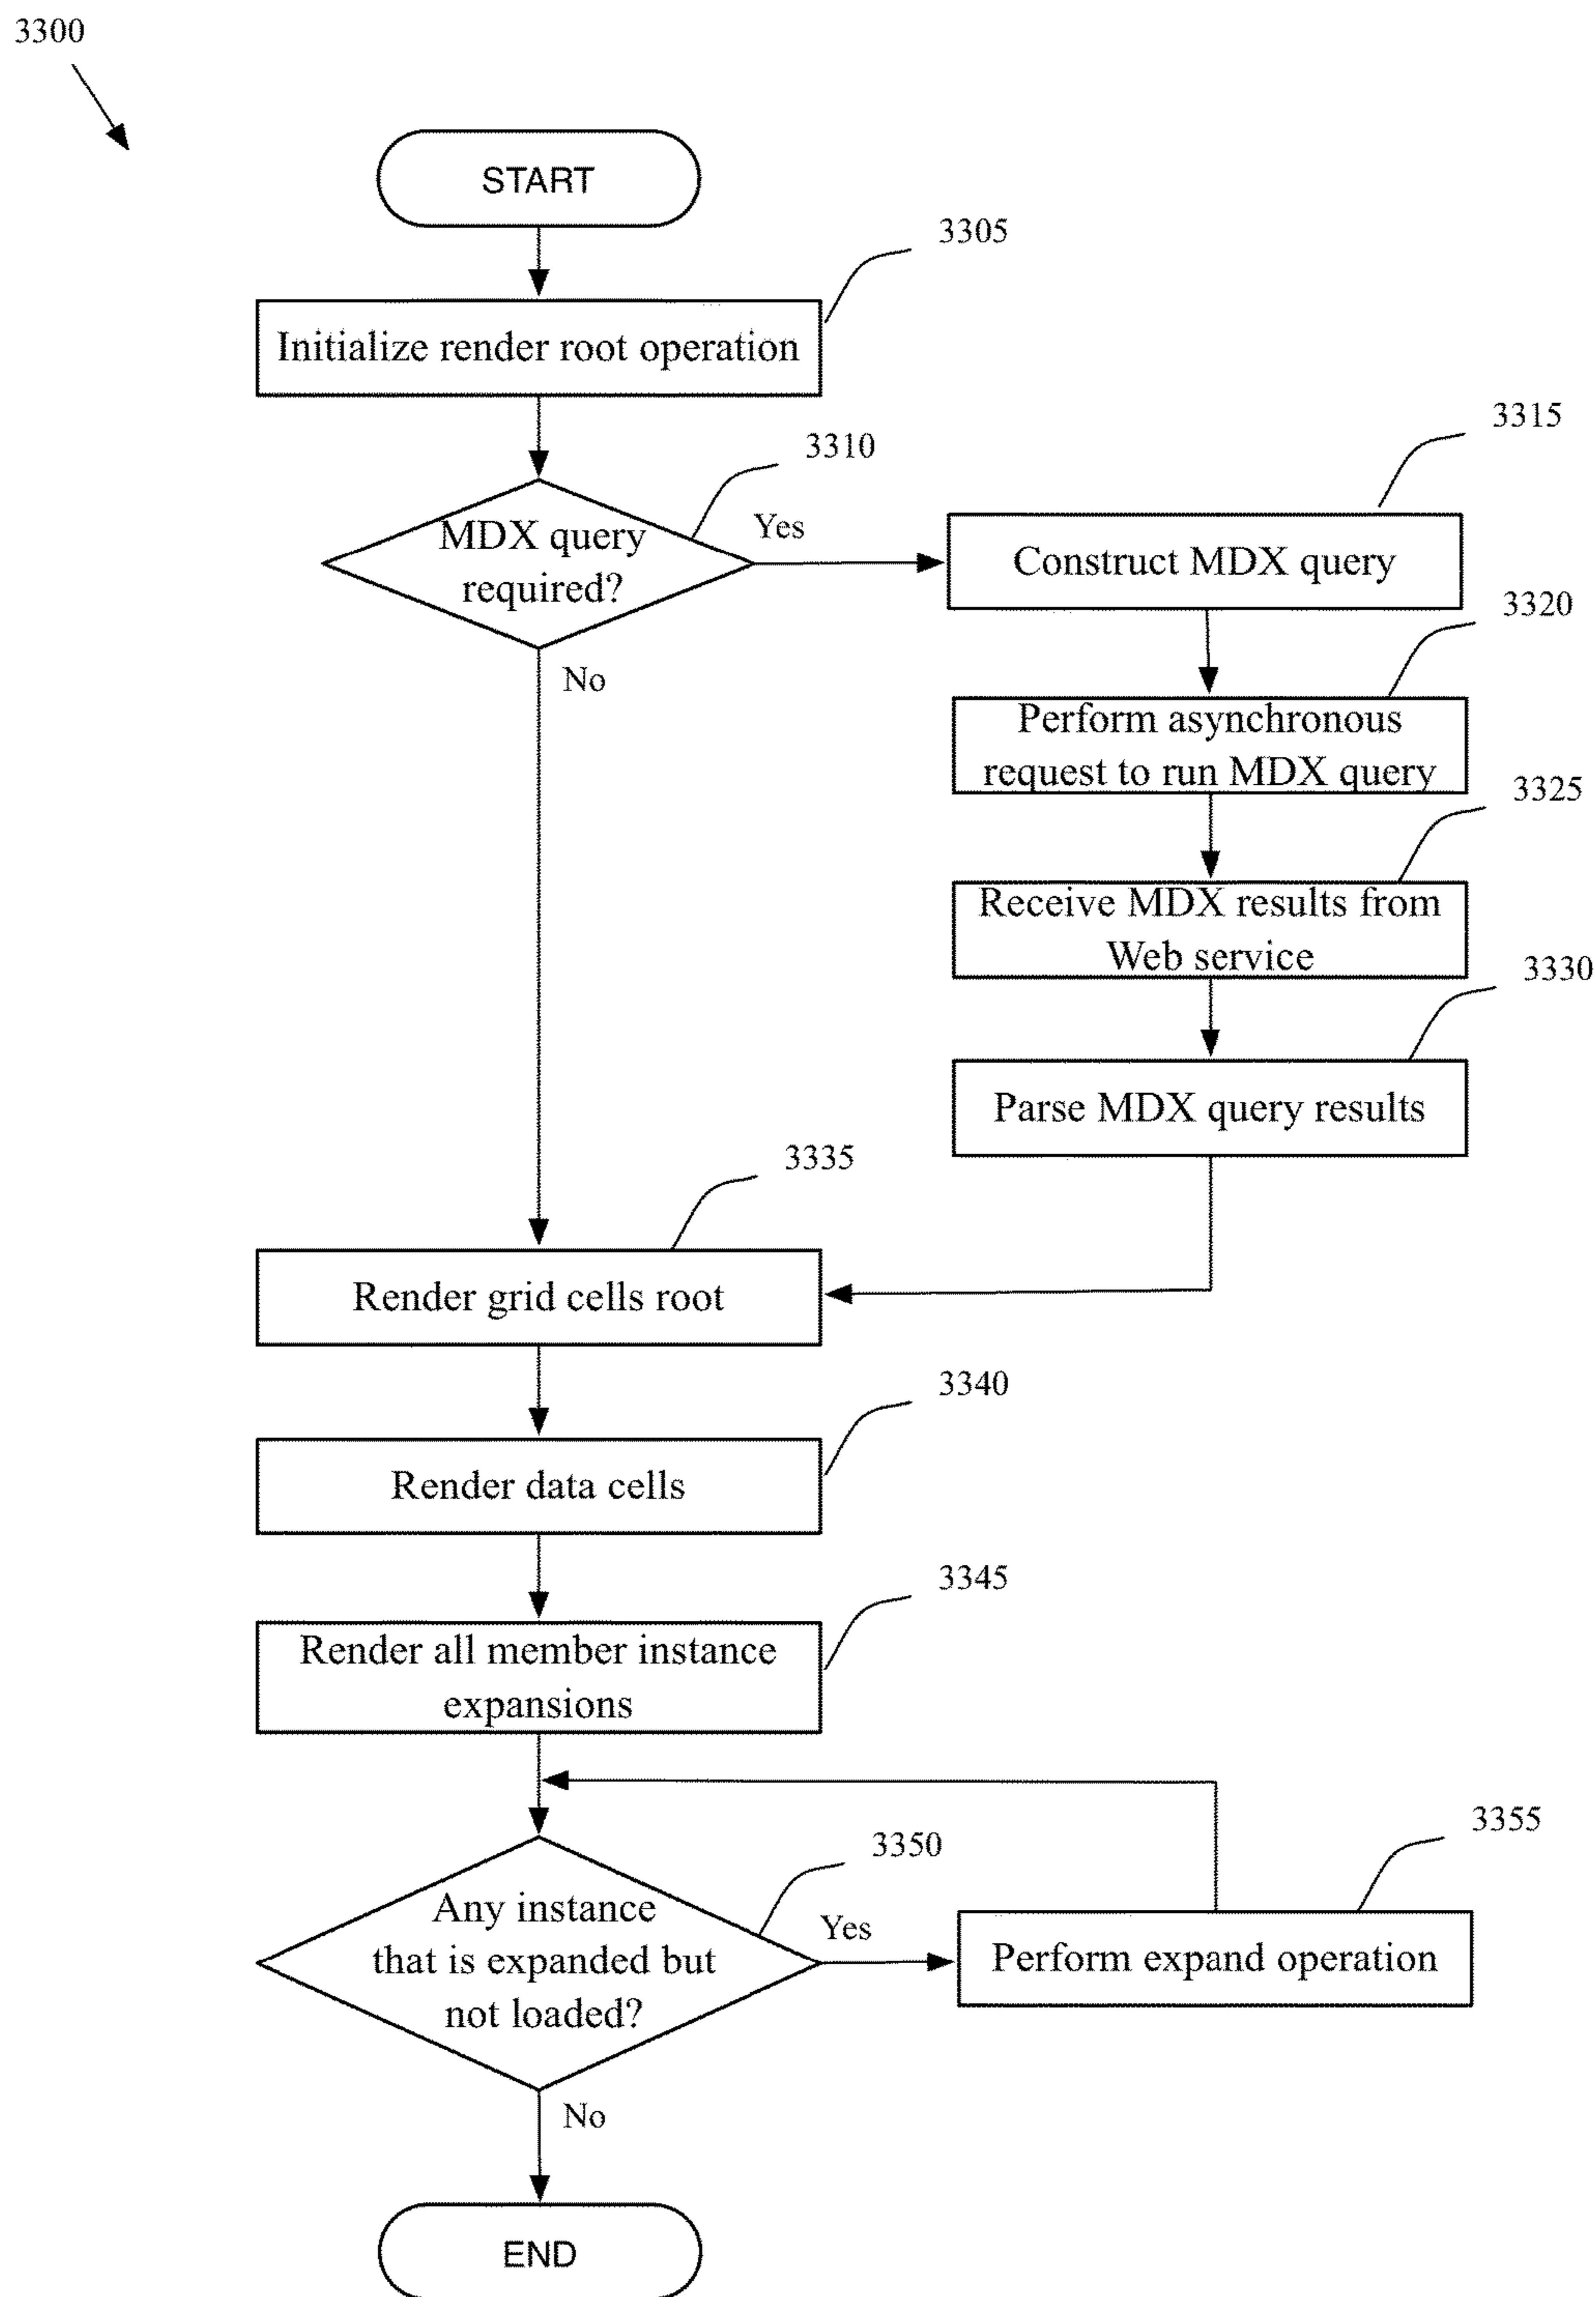 3300
START
3305
Initialize render root operation
3310
MDX query
required?
Yes
No
3315
Construct MDX query
3320
Perform asynchronous
request to run MDX query
3325
Receive MDX results from
Web service
3330
Parse MDX query results
3335
Render grid cells root
3340
Render data cells
3345
Render all member instance
expansions
3350
Any instance
that is expanded but
not loaded?
Yes
3355
Perform expand operation
No
END